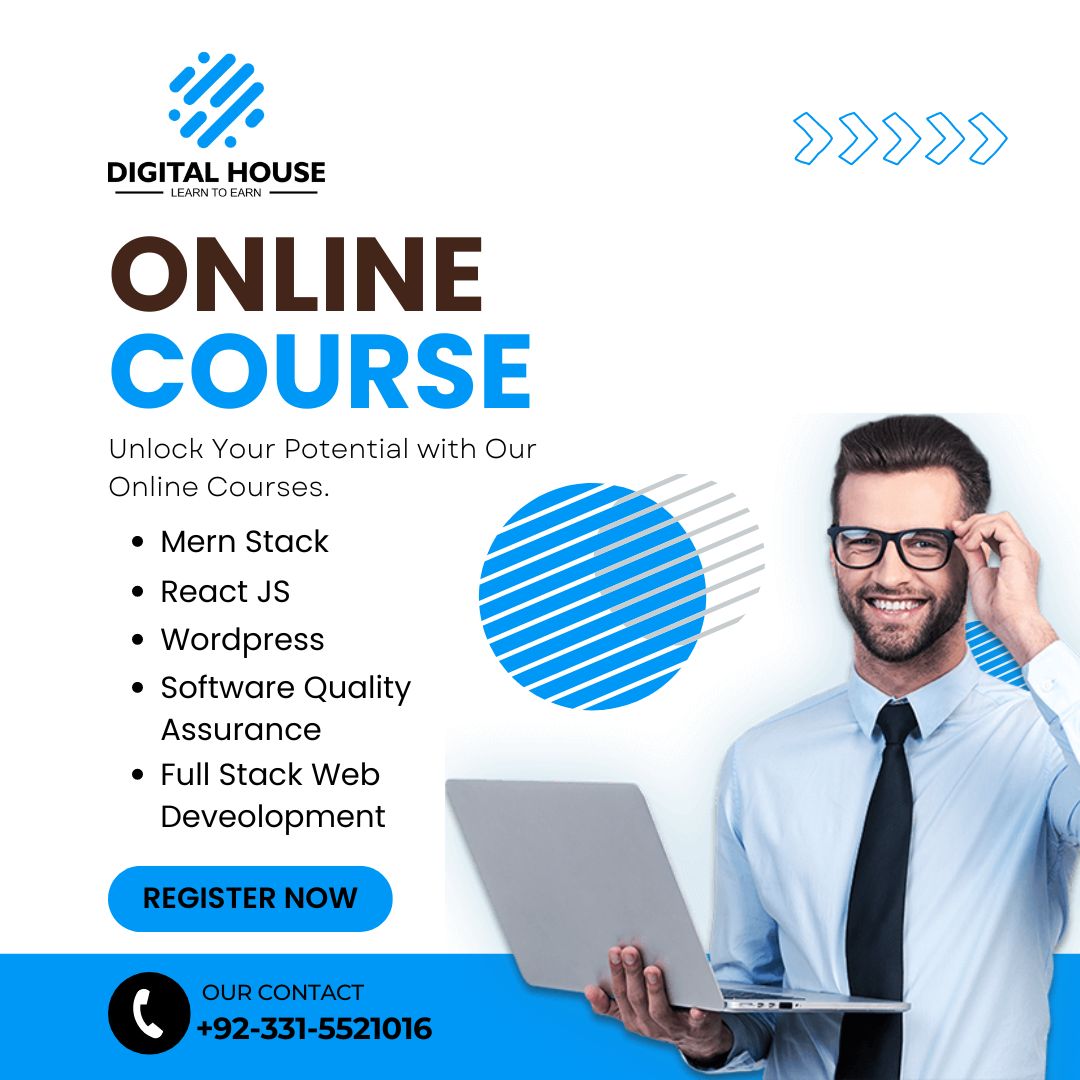 DIGITAL HOUSE
LEARN TO EARN
ONLINE
COURSE
Unlock Your Potential with Our
Online Courses.
• Mern Stack
• React JS
• Wordpress
• Software Quality
Assurance
• Full Stack Web
Deveolopment
REGISTER NOW
OUR CONTACT
+92-331-5521016